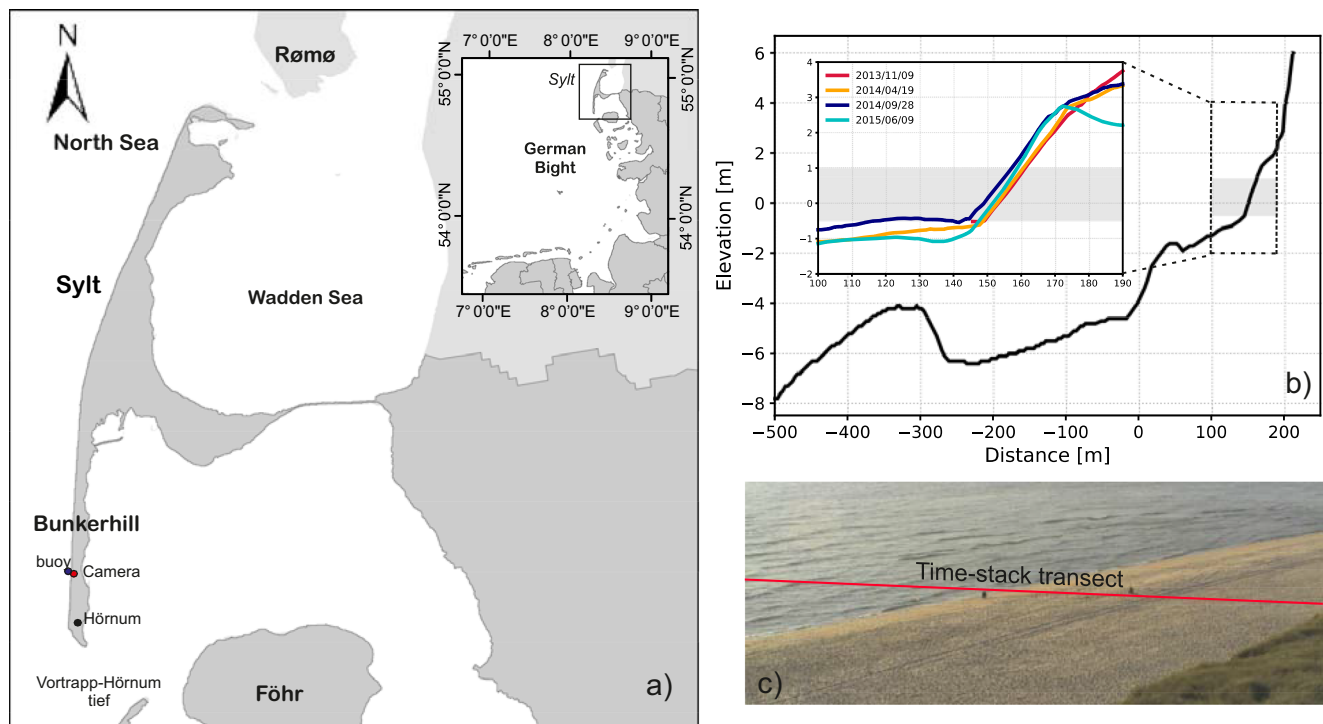 N
Rømø
North Sea
Sylt
Wadden Sea
Bunkerhill
buoy
Camera
Hörnum
Vortrapp-Hörnum
tief
Föhr
a)
7° 0'0"E 8° 0'0"E 9° 0'0"E
55° 0'0"N
54° 0'0"N
Sylt
German
Bight
55° 0'0"N
54° 0'0"N
7° 0'0"E 8° 0'0"E 9° 0'0"E
Elevation [m]
6
4
2
0
−2
−4
−6
−8
−500 −400 −300 −200 −100 0 100 200
Distance [m]
4
3
2
1
0
−1
−2
100 110 120 130 140 150 160 170 180 190
2013/11/09
2014/04/19
2014/09/28
2015/06/09
b)
Time-stack transect
c)